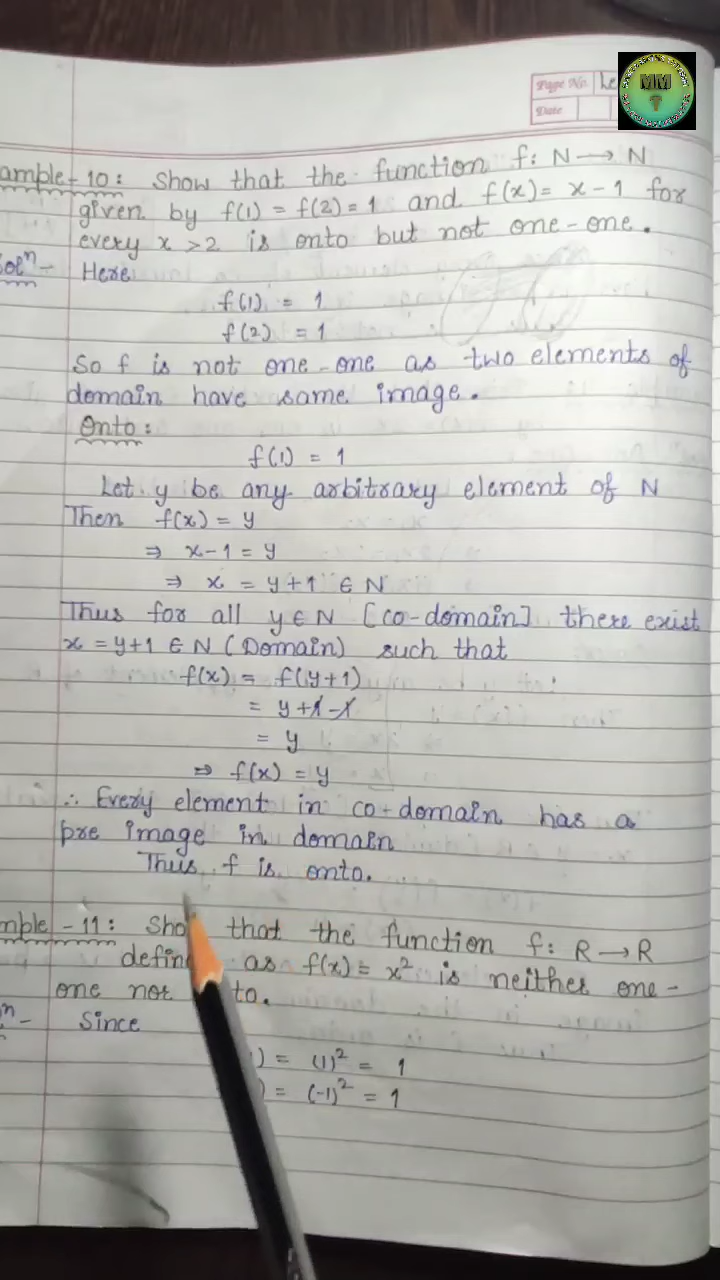 Page No.
Date
MM
ample-10: Show that the function f: N → N
given by f(1) = f(2) = 1 and f(x) = x-1 for
every x > 2 is onto but not one-one.
Solⁿ- Here
f(1) = 1
f(2) = 1
So f is not one-one as two elements of
domain have same image.
Onto:
f(1) = 1
Let y be any arbitrary element of N
Then f(x) = y
⇒ x-1 = y
⇒ x = y+1 ∈ N
Thus for all y ∈ N [co-domain] there exist
x = y+1 ∈ N (Domain) such that
f(x) = f(y+1)
= y+1-1
= y
⇒ f(x) = y
∴ Every element in co-domain has a
pre image in domain
Thus f is onto.
mple-11: Show that the function f: R → R
defin as f(x) = x² is neither one-
one not to.
Since
) = (1)² = 1
) = (-1)² = 1